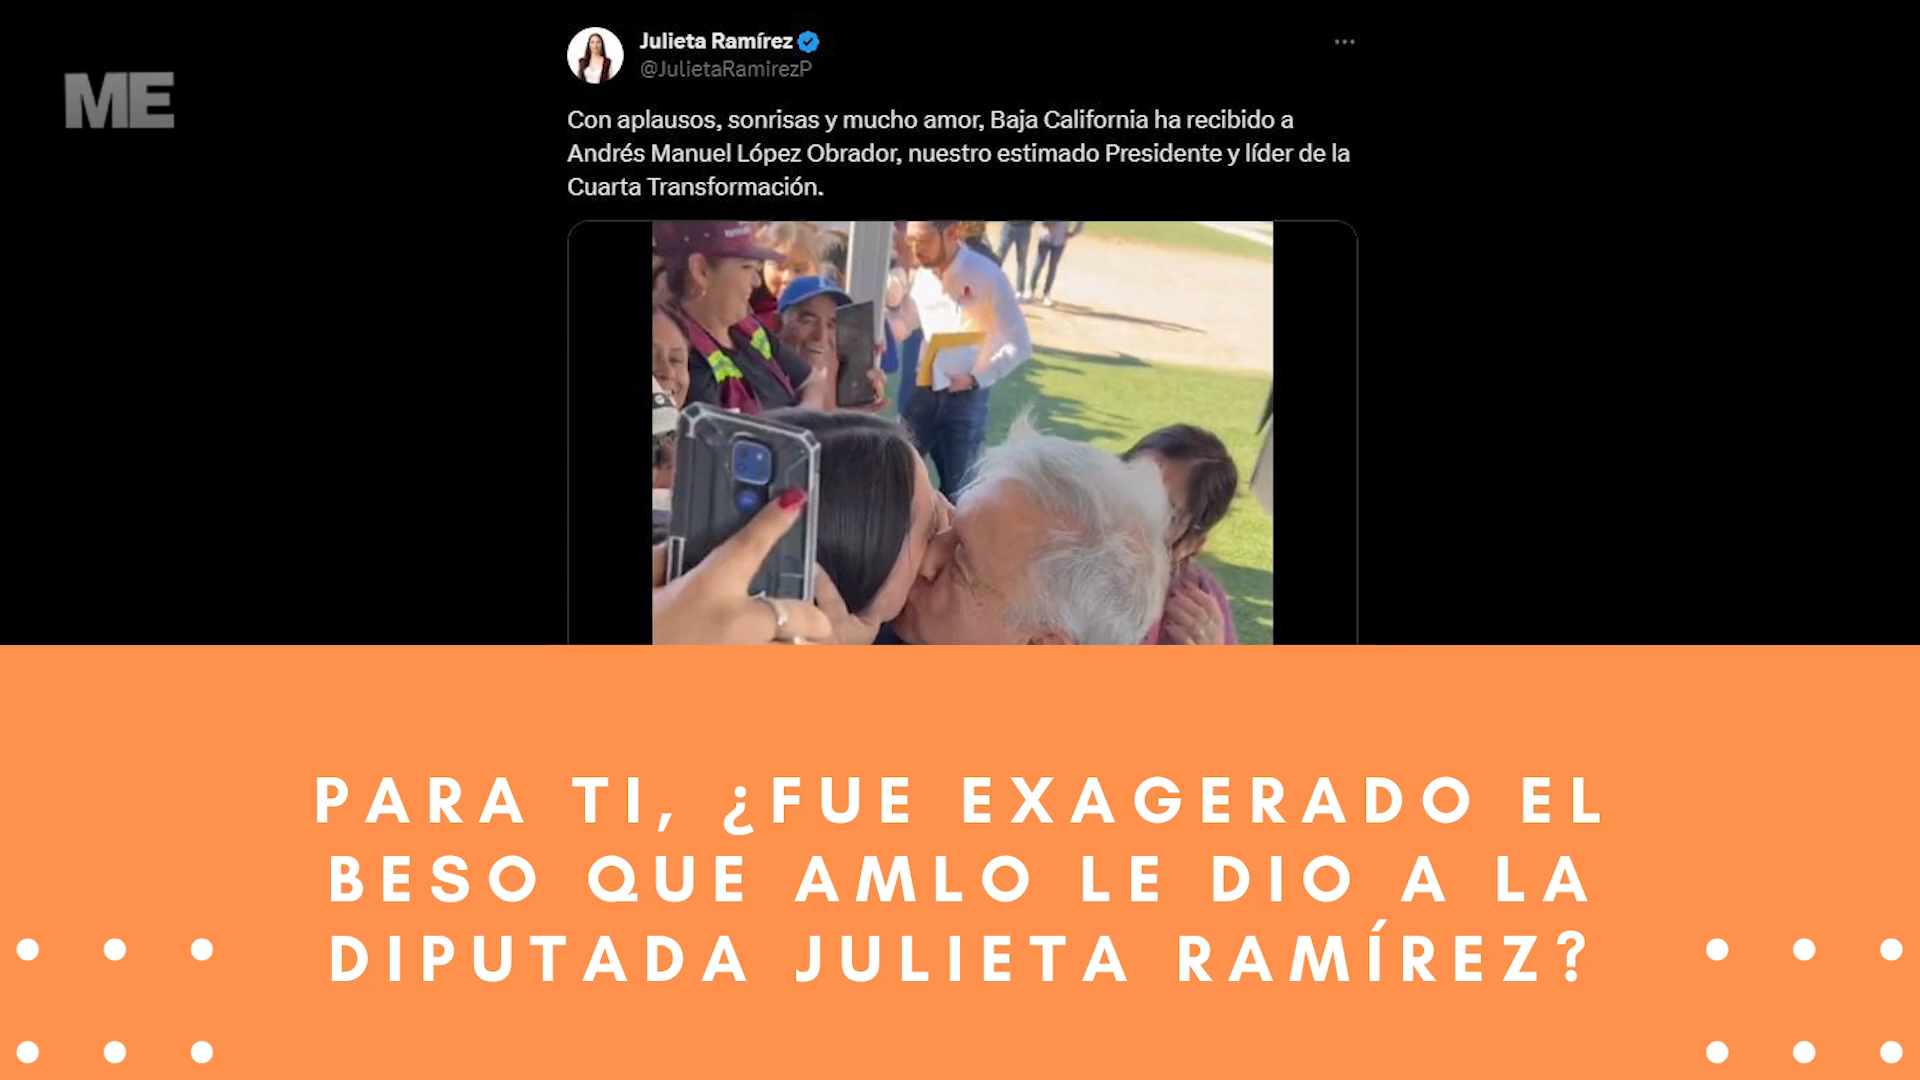 ME
Julieta Ramírez
@JulietaRamirezP
Con aplausos, sonrisas y mucho amor, Baja California ha recibido a
Andrés Manuel López Obrador, nuestro estimado Presidente y líder de la
Cuarta Transformación.
PARA TI, ¿FUE EXAGERADO EL
BESO QUE AMLO LE DIO A LA
DIPUTADA JULIETA RAMÍREZ?